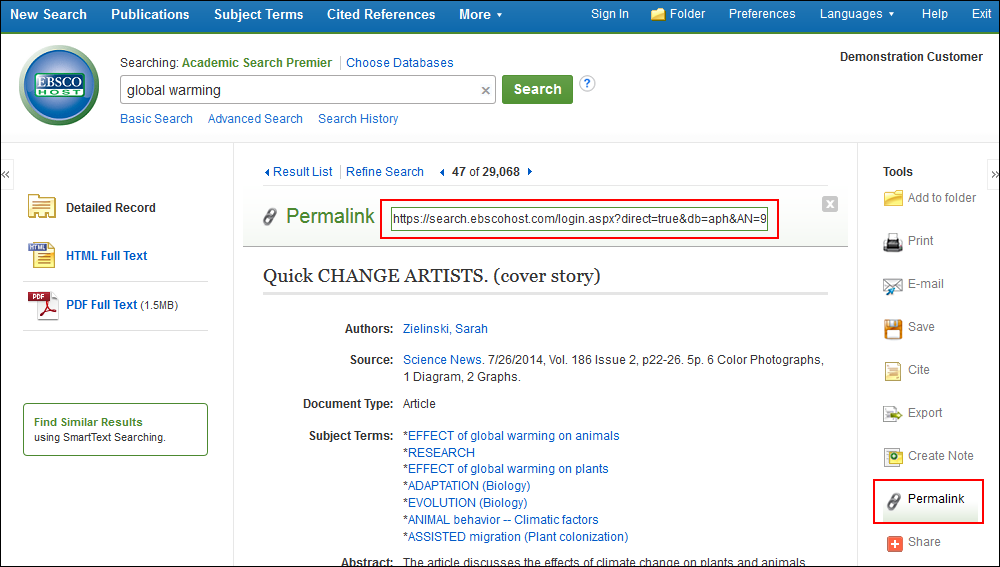 New Search Publications Subject Terms Cited References More Sign In Folder Preferences Languages Help Exit
Demonstration Customer
Searching: Academic Search Premier Choose Databases
EBSCO
HOST
global warming × Search ?
Basic Search Advanced Search Search History
« »
Result List Refine Search 47 of 29,068
Permalink https://search.ebscohost.com/login.aspx?direct=true&db=aph&AN=9 x
Detailed Record
HTML HTML Full Text
PDF PDF Full Text (1.5MB)
Find Similar Results
using SmartText Searching.
Quick CHANGE ARTISTS. (cover story)
Authors: Zielinski, Sarah
Source: Science News. 7/26/2014, Vol. 186 Issue 2, p22-26. 5p. 6 Color Photographs,
1 Diagram, 2 Graphs.
Document Type: Article
Subject Terms: *EFFECT of global warming on animals
*RESEARCH
*EFFECT of global warming on plants
*ADAPTATION (Biology)
*EVOLUTION (Biology)
*ANIMAL behavior -- Climatic factors
*ASSISTED migration (Plant colonization)
Abstract: The article discusses the effects of climate change on plants and animals
Tools
Add to folder
Print
E-mail
Save
Cite
Export
Create Note
Permalink
Share